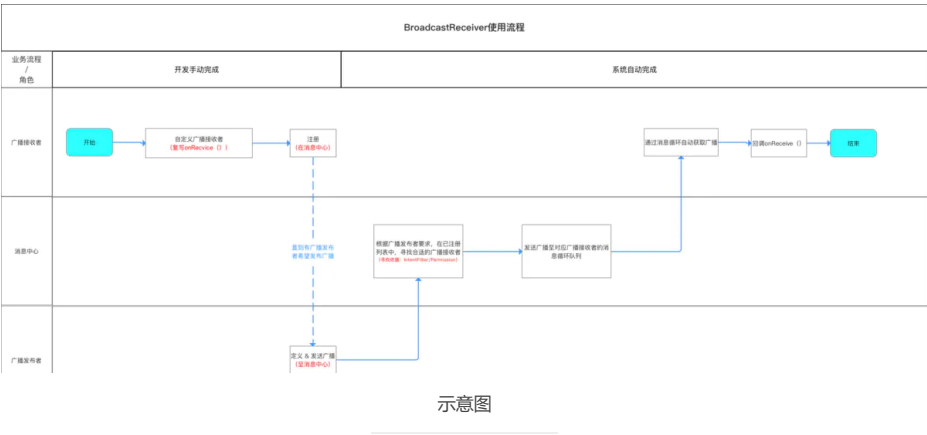 BroadcastReceiver使用流程
业务流程
/
角色
开发手动完成
系统自动完成
广播接收者
开始
自定义广播接收者
(复写onRecvice（）)
注册
(在消息中心)
通过消息循环自动获取广播
回调onReceive（）
结束
消息中心
直到有广播发布
者希望发布广播
根据广播发布者要求，在已注册
列表中，寻找合适的广播接收者
(寻找依据：IntentFilter/Permission)
发送广播至对应广播接收者的消
息循环队列
广播发布者
定义 & 发送广播
(至消息中心)
示意图